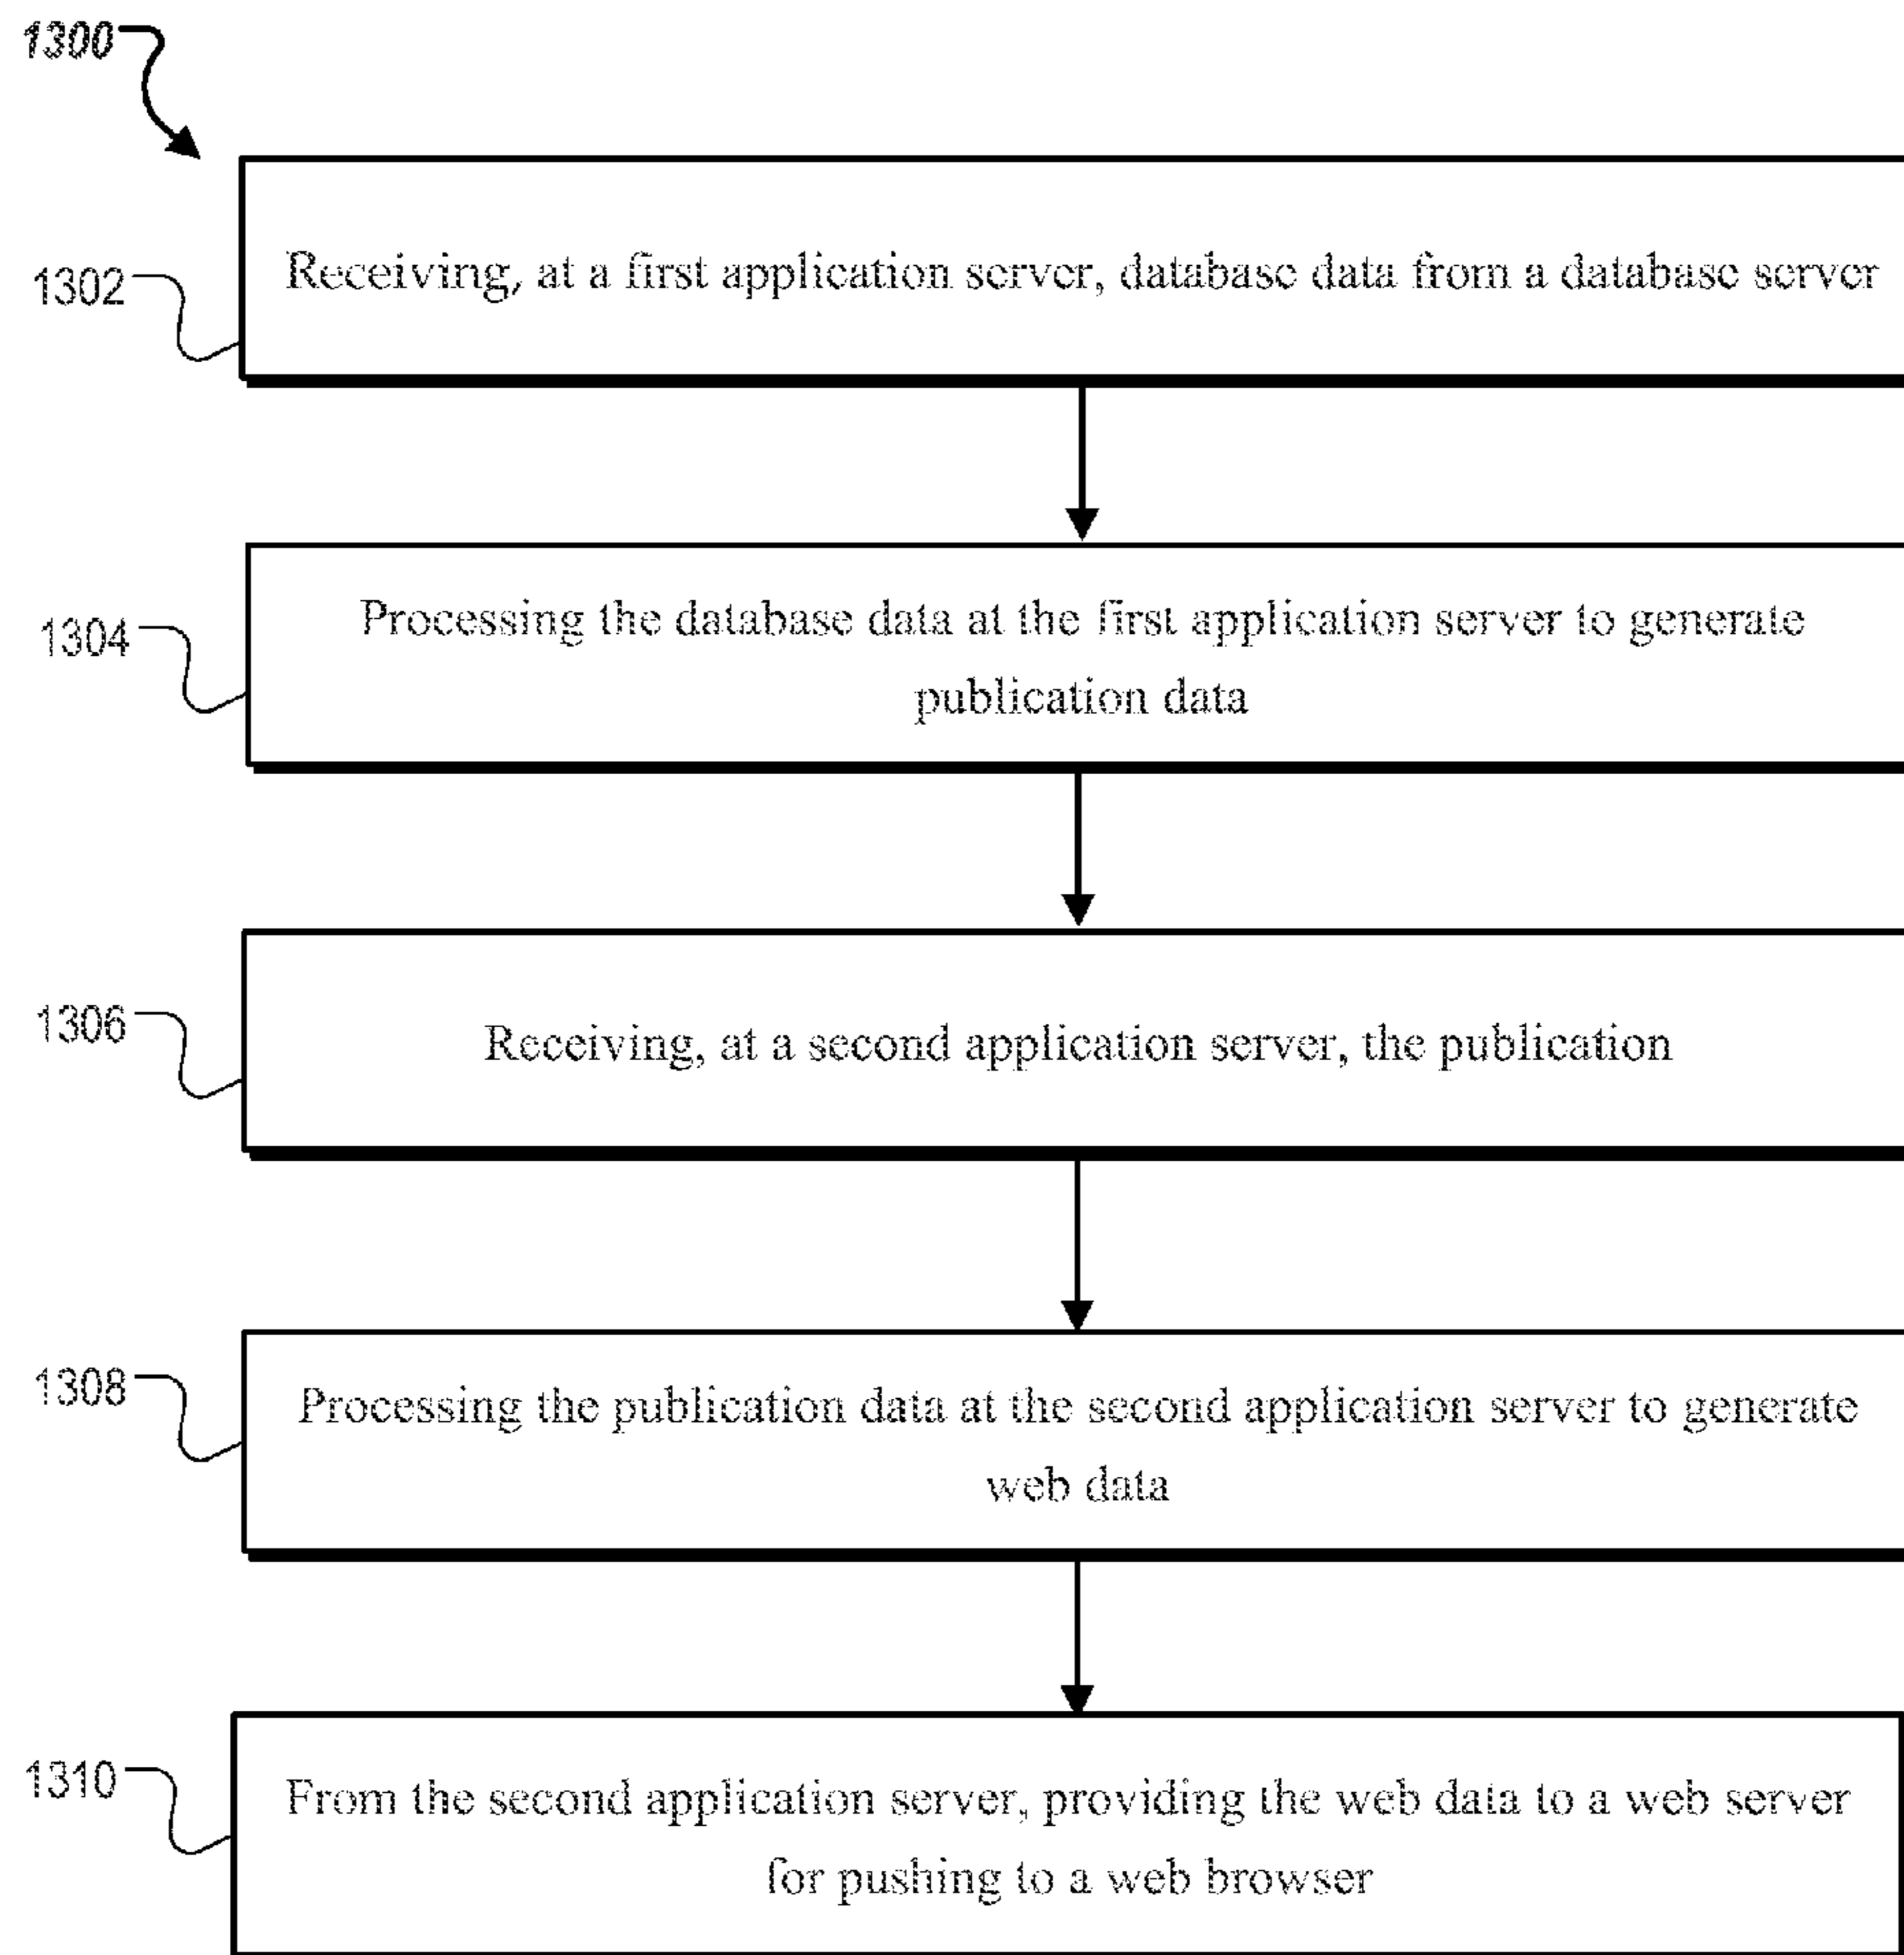 1300
1302
Receiving, at a first application server, database data from a database server
1304
Processing the database data at the first application server to generate
publication data
1306
Receiving, at a second application server, the publication
1308
Processing the publication data at the second application server to generate
web data
1310
From the second application server, providing the web data to a web server
for pushing to a web browser